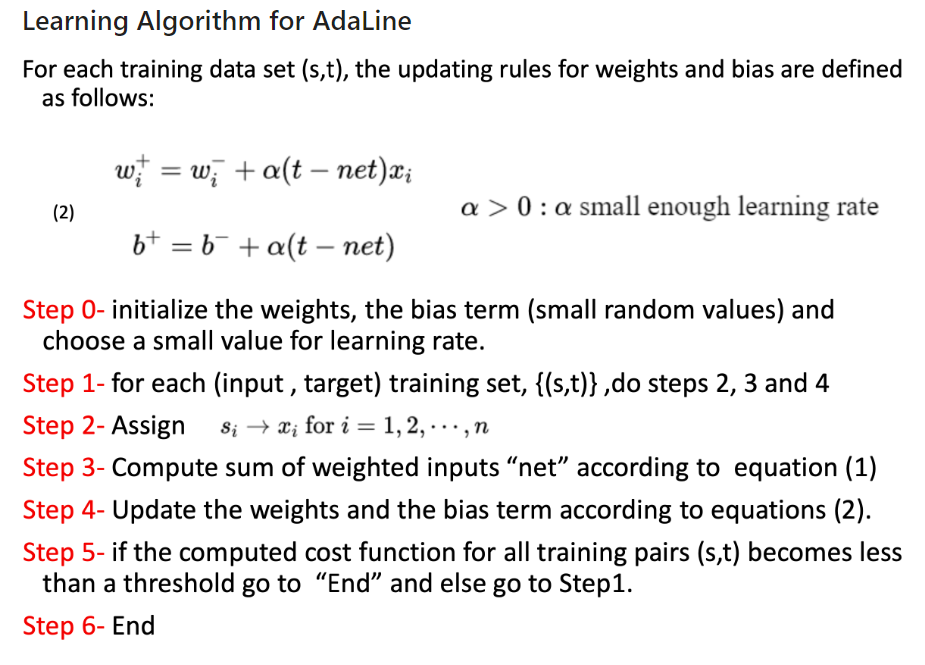 Learning Algorithm for AdaLine
For each training data set (s,t), the updating rules for weights and bias are defined
as follows:
w_i^+ = w_i^- + α(t − net)x_i
(2)
α > 0 : α small enough learning rate
b^+ = b^- + α(t − net)
Step 0- initialize the weights, the bias term (small random values) and
choose a small value for learning rate.
Step 1- for each (input , target) training set, {(s,t)} ,do steps 2, 3 and 4
Step 2- Assign s_i → x_i for i = 1, 2, ⋯ , n
Step 3- Compute sum of weighted inputs “net” according to equation (1)
Step 4- Update the weights and the bias term according to equations (2).
Step 5- if the computed cost function for all training pairs (s,t) becomes less
than a threshold go to “End” and else go to Step1.
Step 6- End